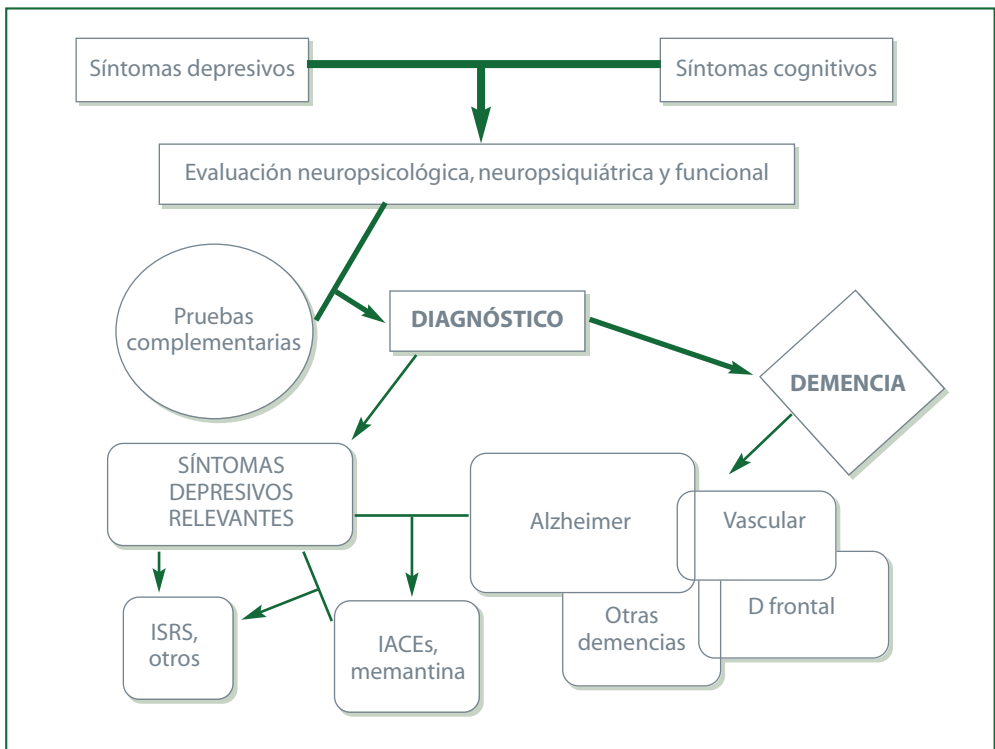 Síntomas depresivos
Síntomas cognitivos
Evaluación neuropsicológica, neuropsiquiátrica y funcional
Pruebas
complementarias
DIAGNÓSTICO
DEMENCIA
SÍNTOMAS
DEPRESIVOS
RELEVANTES
Alzheimer
Vascular
Otras
demencias
D frontal
ISRS,
otros
IACEs,
memantina